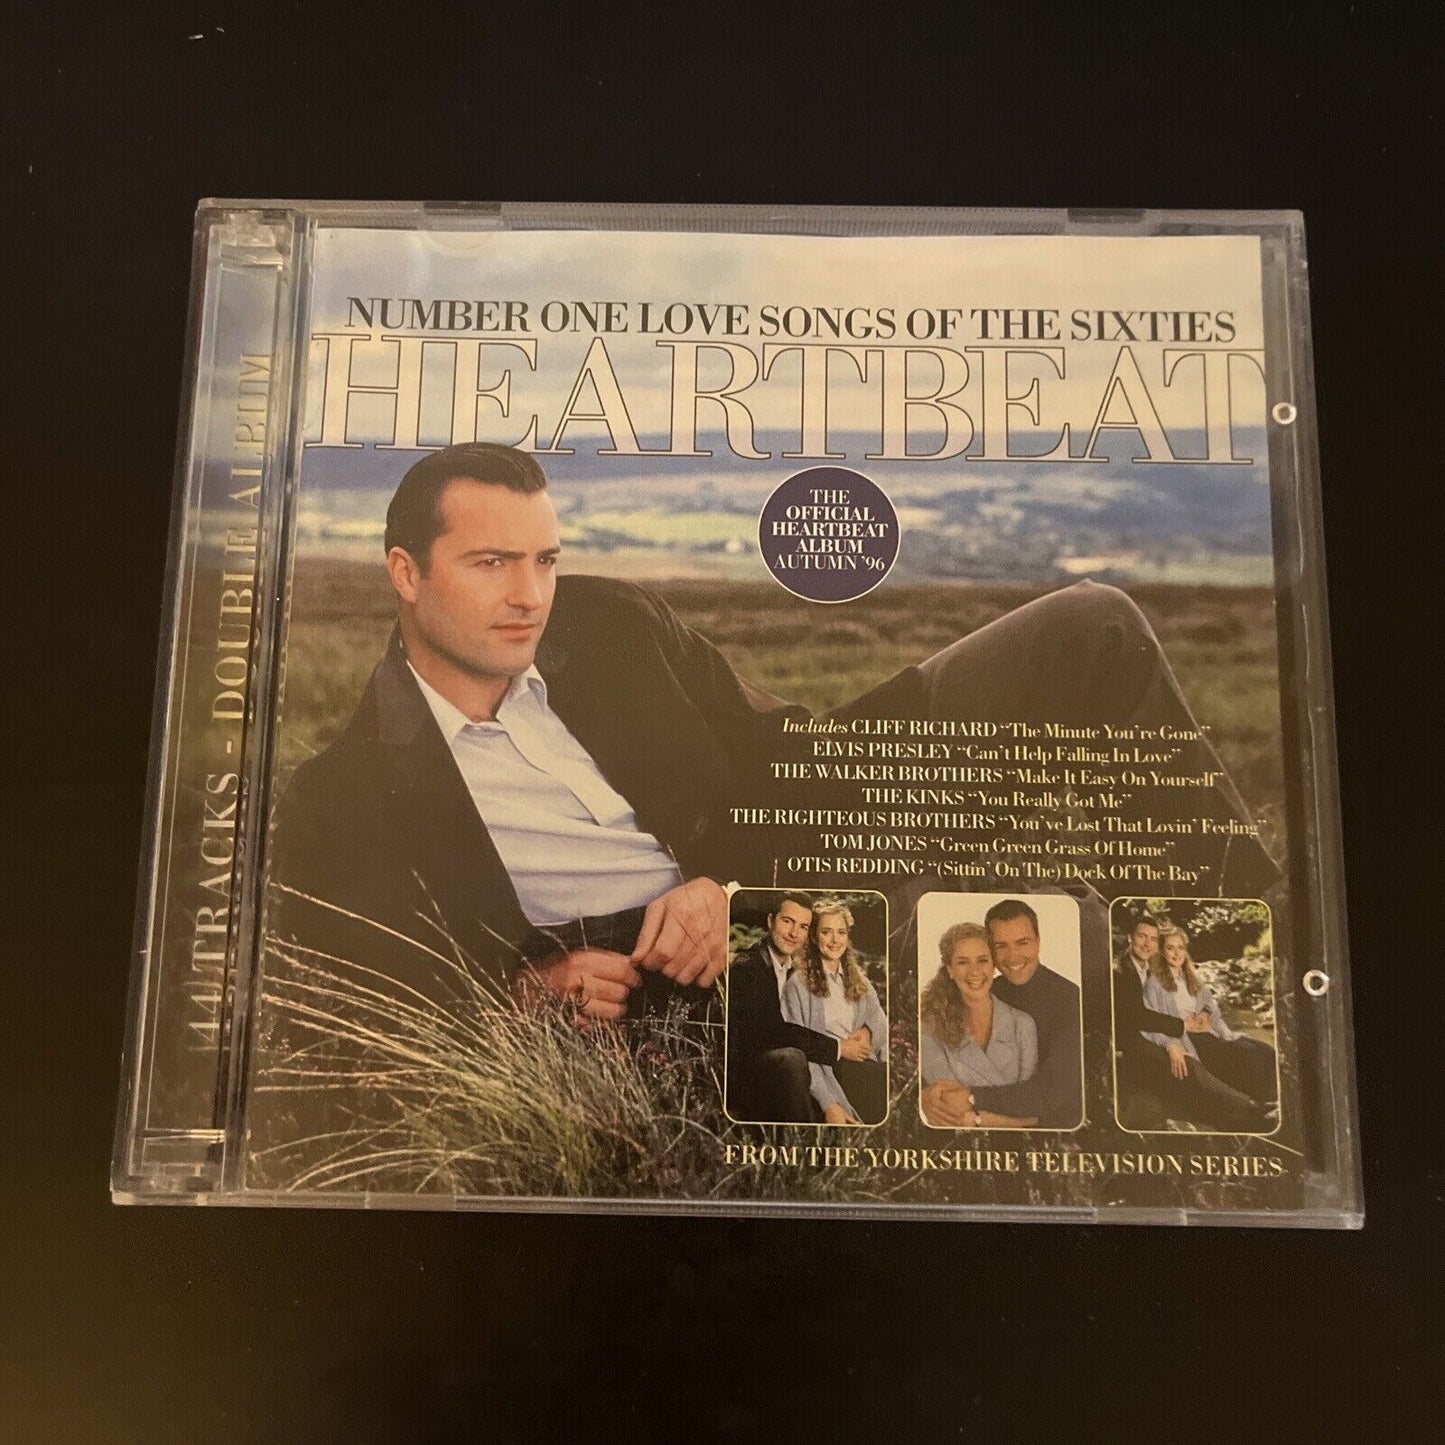 NUMBER ONE LOVE SONGS OF THE SIXTIES
HEARTBEAT
THE
OFFICIAL
HEARTBEAT
ALBUM
AUTUMN '96
Includes CLIFF RICHARD “The Minute You're Gone”
ELVIS PRESLEY “Can't Help Falling In Love”
THE WALKER BROTHERS “Make It Easy On Yourself”
THE KINKS “You Really Got Me”
THE RIGHTEOUS BROTHERS “You've Lost That Lovin' Feeling”
TOM JONES “Green Green Grass Of Home”
OTIS REDDING “(Sittin' On The) Dock Of The Bay”
FROM THE YORKSHIRE TELEVISION SERIES
44 TRACKS - DOUBLE ALBUM